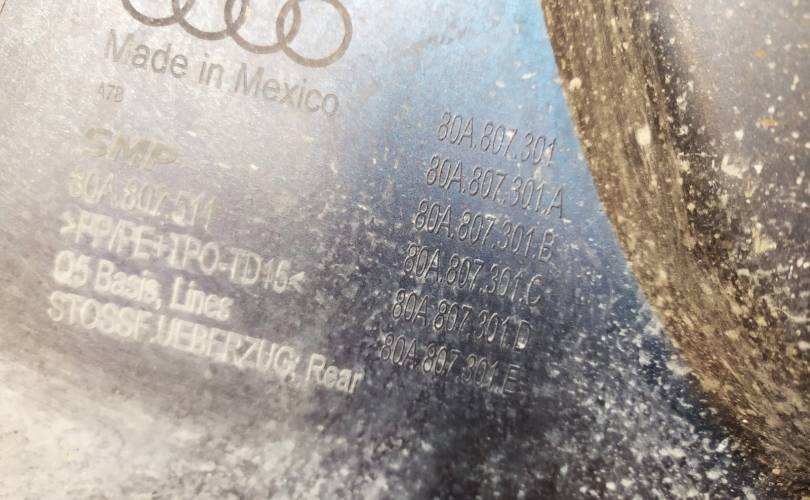 Made in Mexico
A7B
SMP
80A.807.511
>PP/PE+TPO-TD15<
Q5 Basis, Lines
STOSSF.UEBERZUG; Rear
80A.807.301
80A.807.301.A
80A.807.301.B
80A.807.301.C
80A.807.301.D
80A.807.301.E